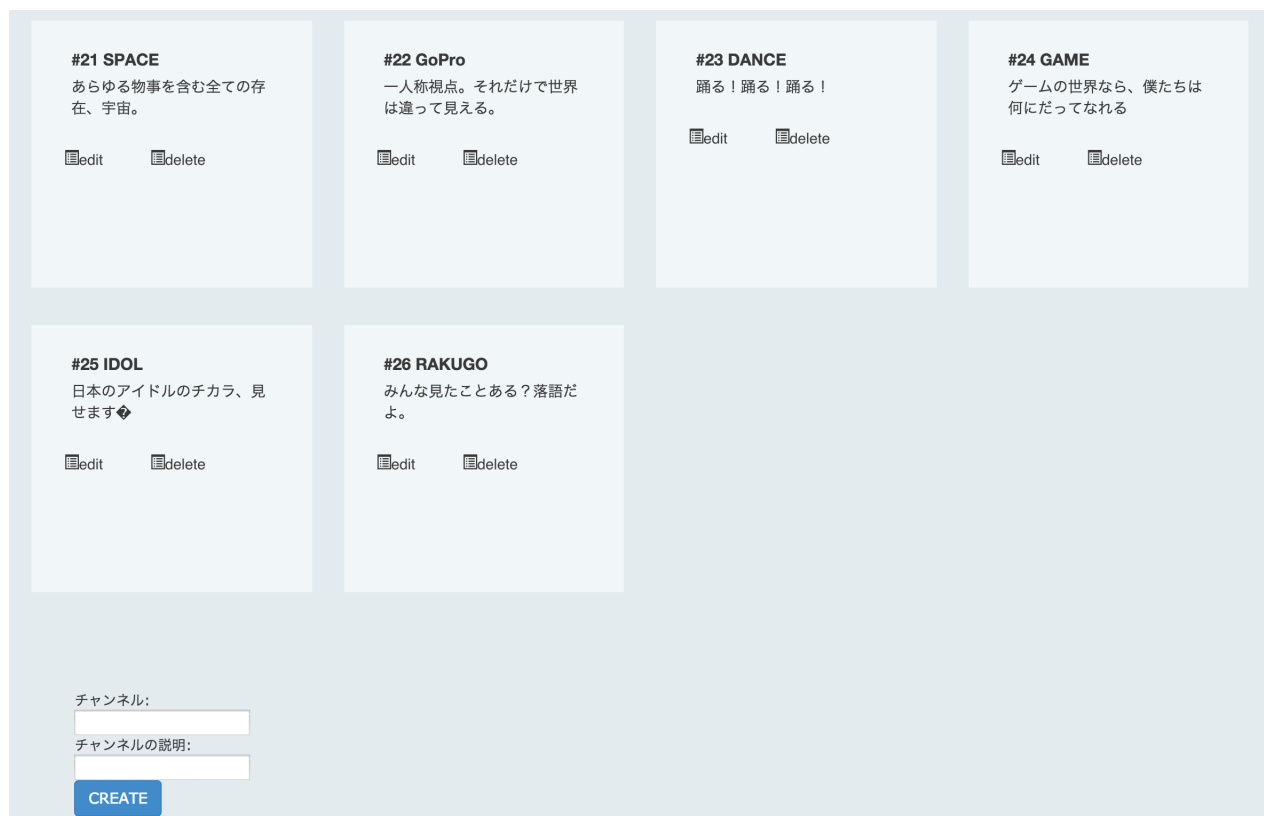 #21 SPACE
あらゆる物事を含む全ての存
在、宇宙。
edit
delete
#22 GoPro
一人称視点。それだけで世界
は違って見える。
edit
delete
#23 DANCE
踊る！踊る！踊る！
edit
delete
#24 GAME
ゲームの世界なら、僕たちは
何にだってなれる
edit
delete
#25 IDOL
日本のアイドルのチカラ、見
せます�
edit
delete
#26 RAKUGO
みんな見たことある？落語だ
よ。
edit
delete
チャンネル:
チャンネルの説明:
CREATE